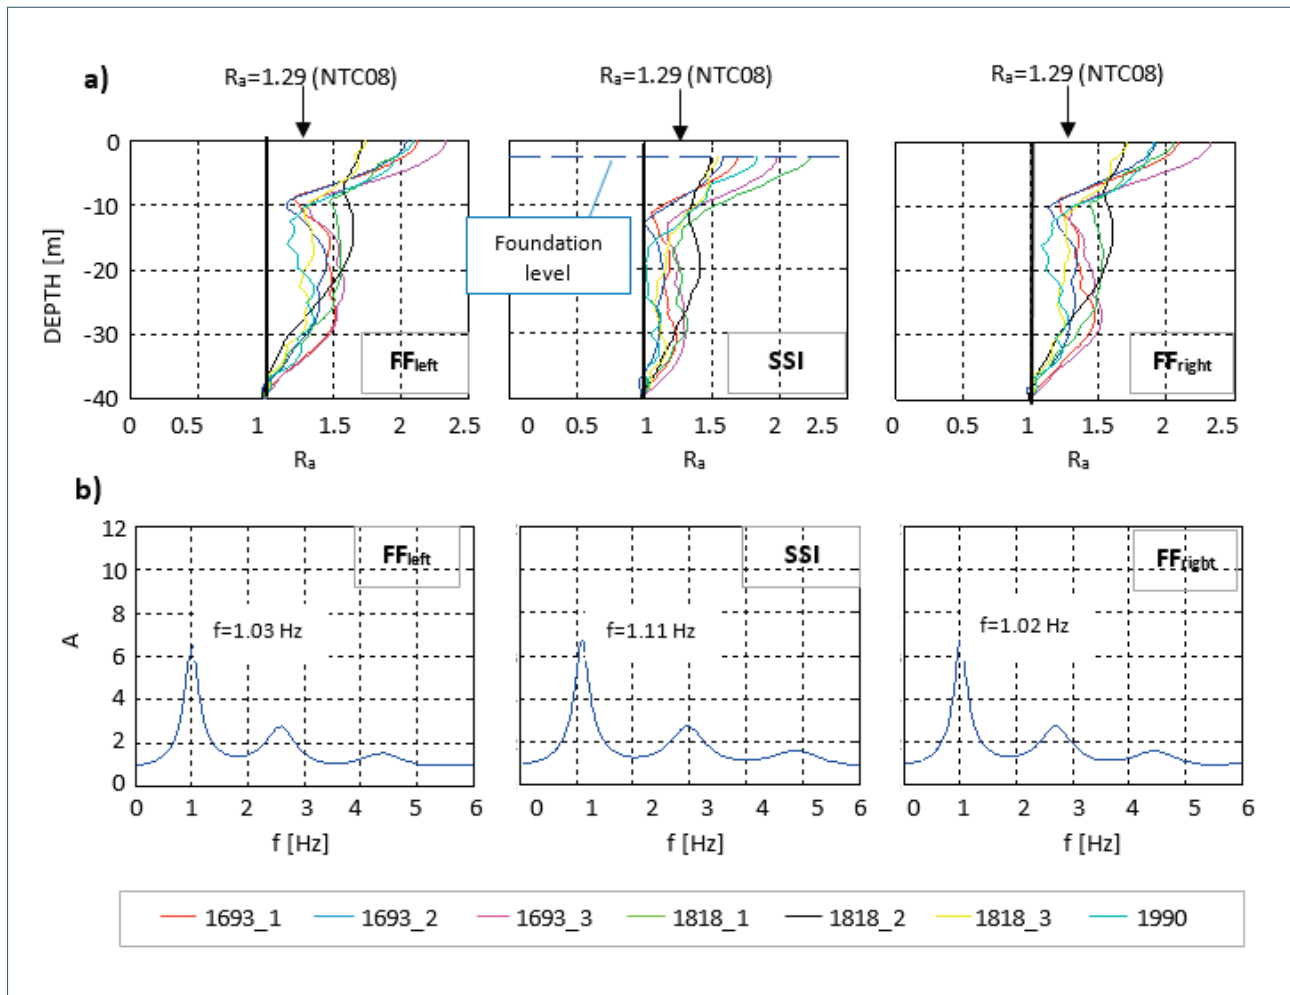 a)
Ra=1.29 (NTC08)
Ra=1.29 (NTC08)
Ra=1.29 (NTC08)
DEPTH [m]
0
-10
-20
-30
-40
Foundation
level
FFleft
SSI
FFright
0 0.5 1 1.5 2 2.5
0 0.5 1 1.5 2 2.5
0 0.5 1 1.5 2 2.5
Ra
Ra
Ra
b)
A
12
10
8
6
4
2
0
FFleft
SSI
FFright
f=1.03 Hz
f=1.11 Hz
f=1.02 Hz
0 1 2 3 4 5 6
0 1 2 3 4 5 6
0 1 2 3 4 5 6
f [Hz]
f [Hz]
f [Hz]
1693_1 1693_2 1693_3 1818_1 1818_2 1818_3 1990